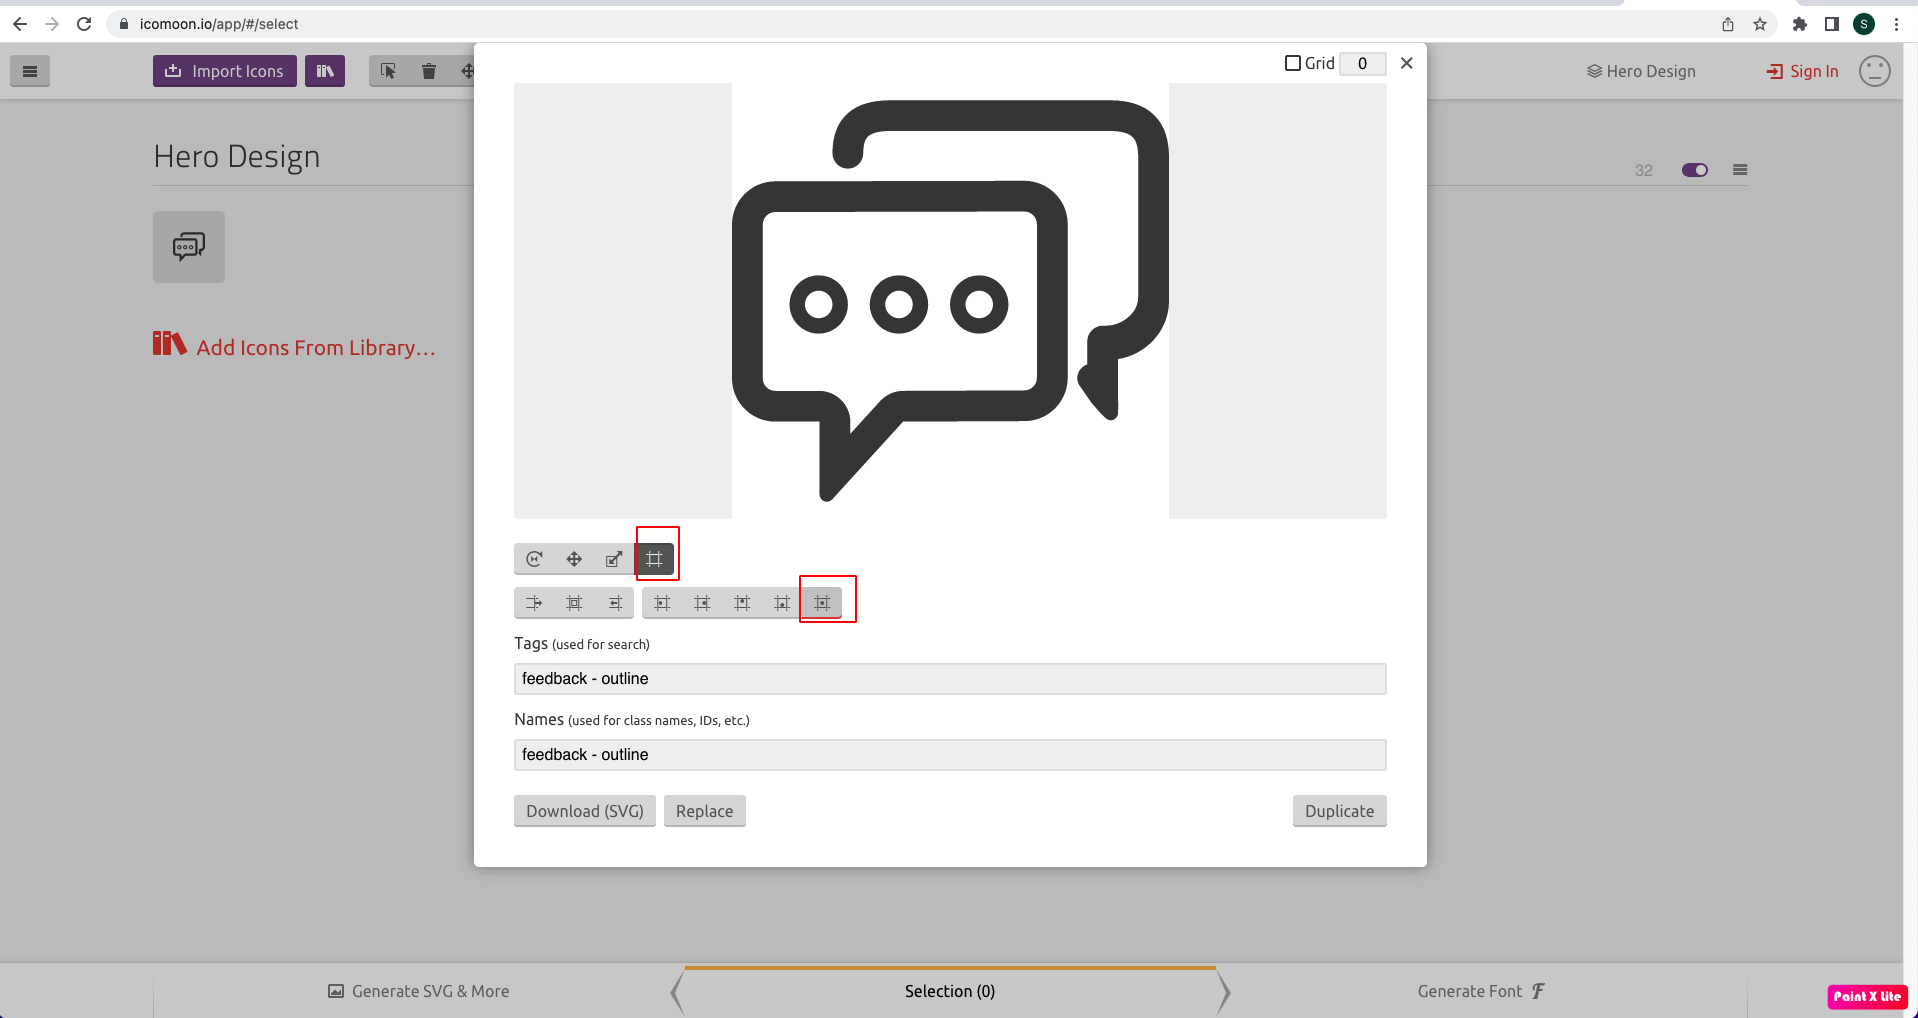 icomoon.io/app/#/select
S
Import Icons
Grid 0
Hero Design
Sign In
Hero Design
32
Add Icons From Library…
Tags (used for search)
feedback - outline
Names (used for class names, IDs, etc.)
feedback - outline
Download (SVG)
Replace
Duplicate
Generate SVG & More
Selection (0)
Generate Font
Paint X Lite